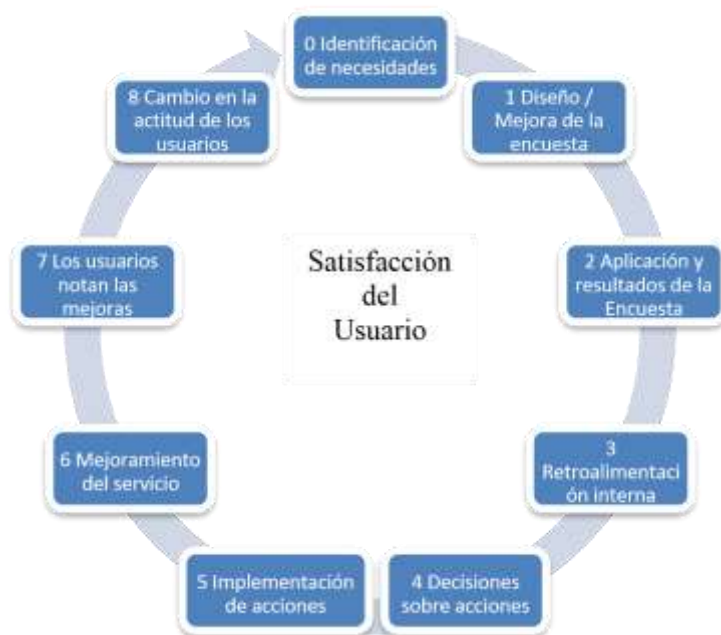 0 Identificación
de necesidades
1 Diseño /
Mejora de la
encuesta
2 Aplicación y
resultados de la
Encuesta
3
Retroalimentaci
ón interna
4 Decisiones
sobre acciones
5 Implementación
de acciones
6 Mejoramiento
del servicio
7 Los usuarios
notan las
mejoras
8 Cambio en la
actitud de los
usuarios
Satisfacción
del
Usuario